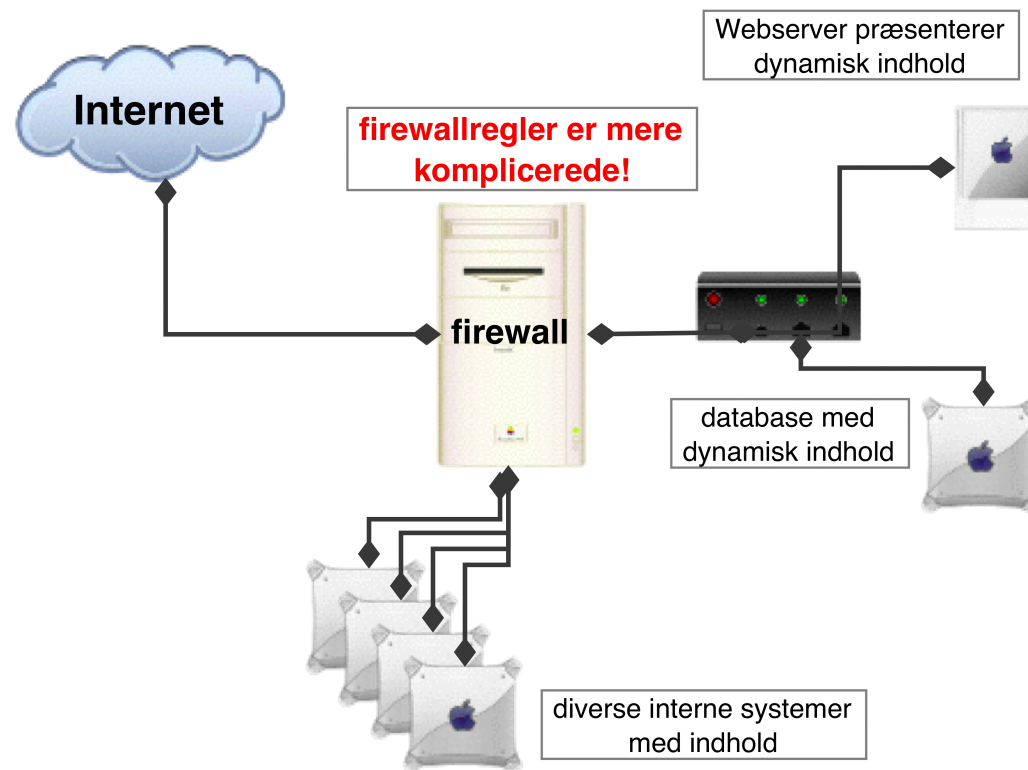 Webserver præsenterer
dynamisk indhold
Internet
firewallregler er mere
komplicerede!
firewall
database med
dynamisk indhold
diverse interne systemer
med indhold